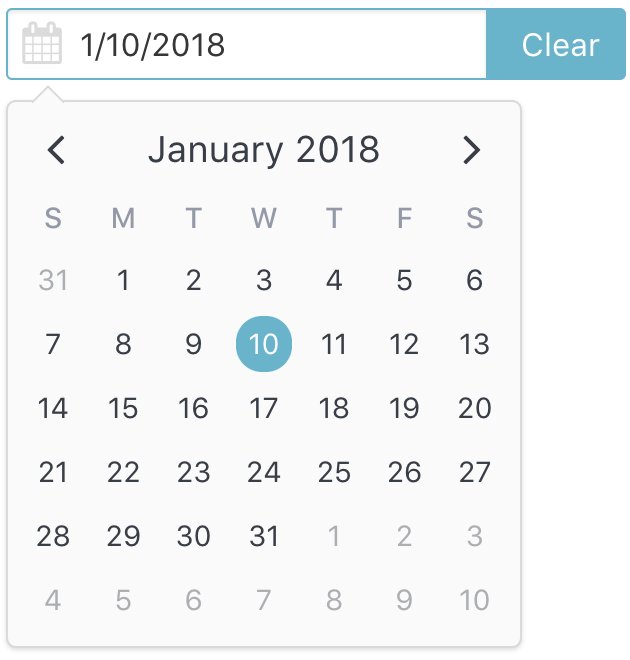 1/10/2018 Clear
January 2018
S M T W T F S
31 1 2 3 4 5 6
7 8 9 10 11 12 13
14 15 16 17 18 19 20
21 22 23 24 25 26 27
28 29 30 31 1 2 3
4 5 6 7 8 9 10